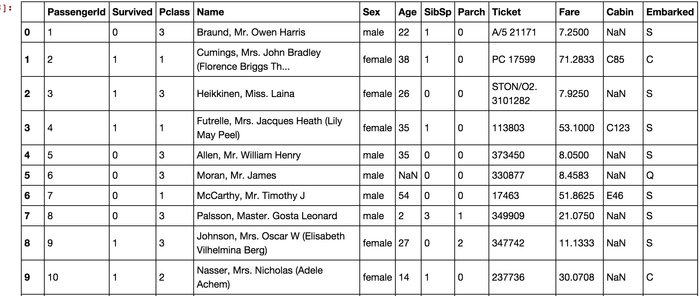 ]:
PassengerId Survived Pclass Name Sex Age SibSp Parch Ticket Fare Cabin Embarked
0 1 0 3 Braund, Mr. Owen Harris male 22 1 0 A/5 21171 7.2500 NaN S
1 2 1 1 Cumings, Mrs. John Bradley (Florence Briggs Th... female 38 1 0 PC 17599 71.2833 C85 C
2 3 1 3 Heikkinen, Miss. Laina female 26 0 0 STON/O2. 3101282 7.9250 NaN S
3 4 1 1 Futrelle, Mrs. Jacques Heath (Lily May Peel) female 35 1 0 113803 53.1000 C123 S
4 5 0 3 Allen, Mr. William Henry male 35 0 0 373450 8.0500 NaN S
5 6 0 3 Moran, Mr. James male NaN 0 0 330877 8.4583 NaN Q
6 7 0 1 McCarthy, Mr. Timothy J male 54 0 0 17463 51.8625 E46 S
7 8 0 3 Palsson, Master. Gosta Leonard male 2 3 1 349909 21.0750 NaN S
8 9 1 3 Johnson, Mrs. Oscar W (Elisabeth Vilhelmina Berg) female 27 0 2 347742 11.1333 NaN S
9 10 1 2 Nasser, Mrs. Nicholas (Adele Achem) female 14 1 0 237736 30.0708 NaN C